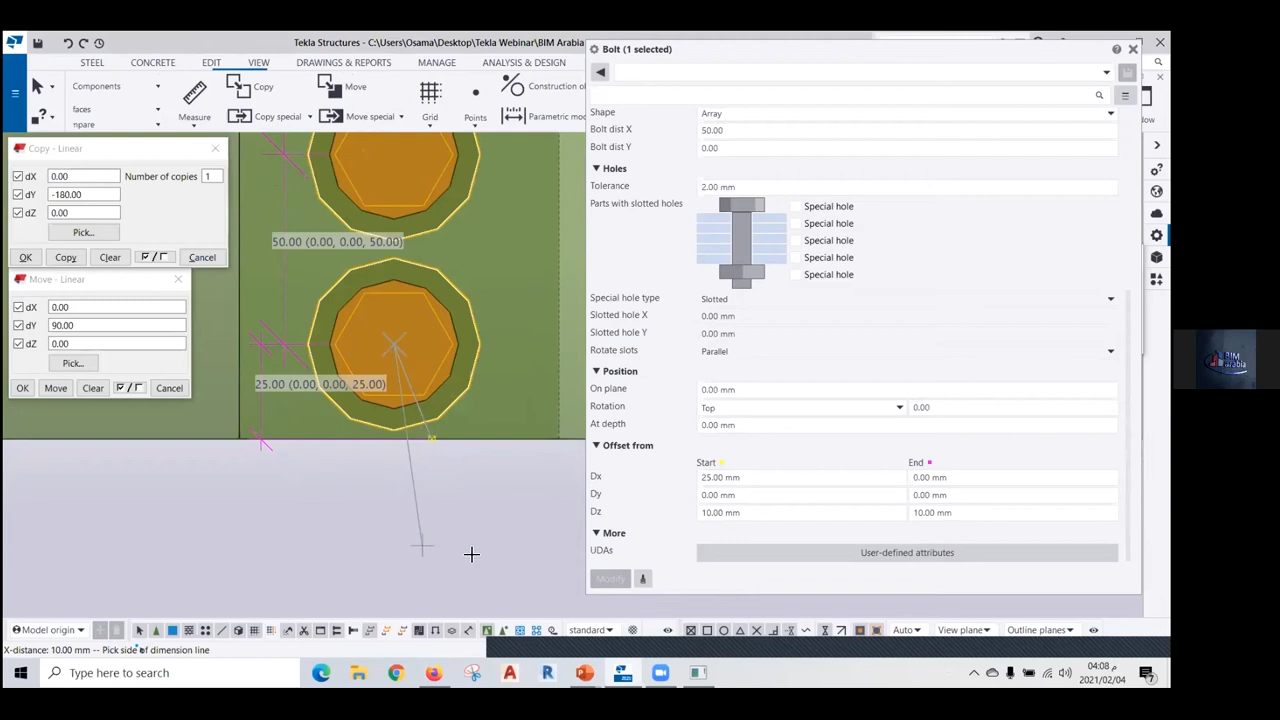 Tekla Structures - C:\Users\Osama\Desktop\Tekla Webinar\BIM Arabia
STEEL
CONCRETE
EDIT
VIEW
DRAWINGS & REPORTS
MANAGE
ANALYSIS & DESIGN
Components
faces
mpare
Measure
Copy
Copy special
Move
Move special
Grid
Points
Construction o
Parametric mo
low
Copy - Linear
dX 0.00 Number of copies 1
dY -180.00
dZ 0.00
Pick...
OK Copy Clear Cancel
Move - Linear
dX 0.00
dY 90.00
dZ 0.00
Pick...
OK Move Clear Cancel
50.00 (0.00, 0.00, 50.00)
25.00 (0.00, 0.00, 25.00)
Bolt (1 selected)
Shape Array
Bolt dist X 50.00
Bolt dist Y 0.00
Holes
Tolerance 2.00 mm
Parts with slotted holes
Special hole
Special hole
Special hole
Special hole
Special hole
Special hole type Slotted
Slotted hole X 0.00 mm
Slotted hole Y 0.00 mm
Rotate slots Parallel
Position
On plane 0.00 mm
Rotation Top 0.00
At depth 0.00 mm
Offset from
Start End
Dx 25.00 mm 0.00 mm
Dy 0.00 mm 0.00 mm
Dz 10.00 mm 10.00 mm
More
UDAs User-defined attributes
Modify
BIM
arabia
Model origin
standard
Auto
View plane
Outline planes
X-distance: 10.00 mm -- Pick side of dimension line
Type here to search
04:08 م
2021/02/04
7